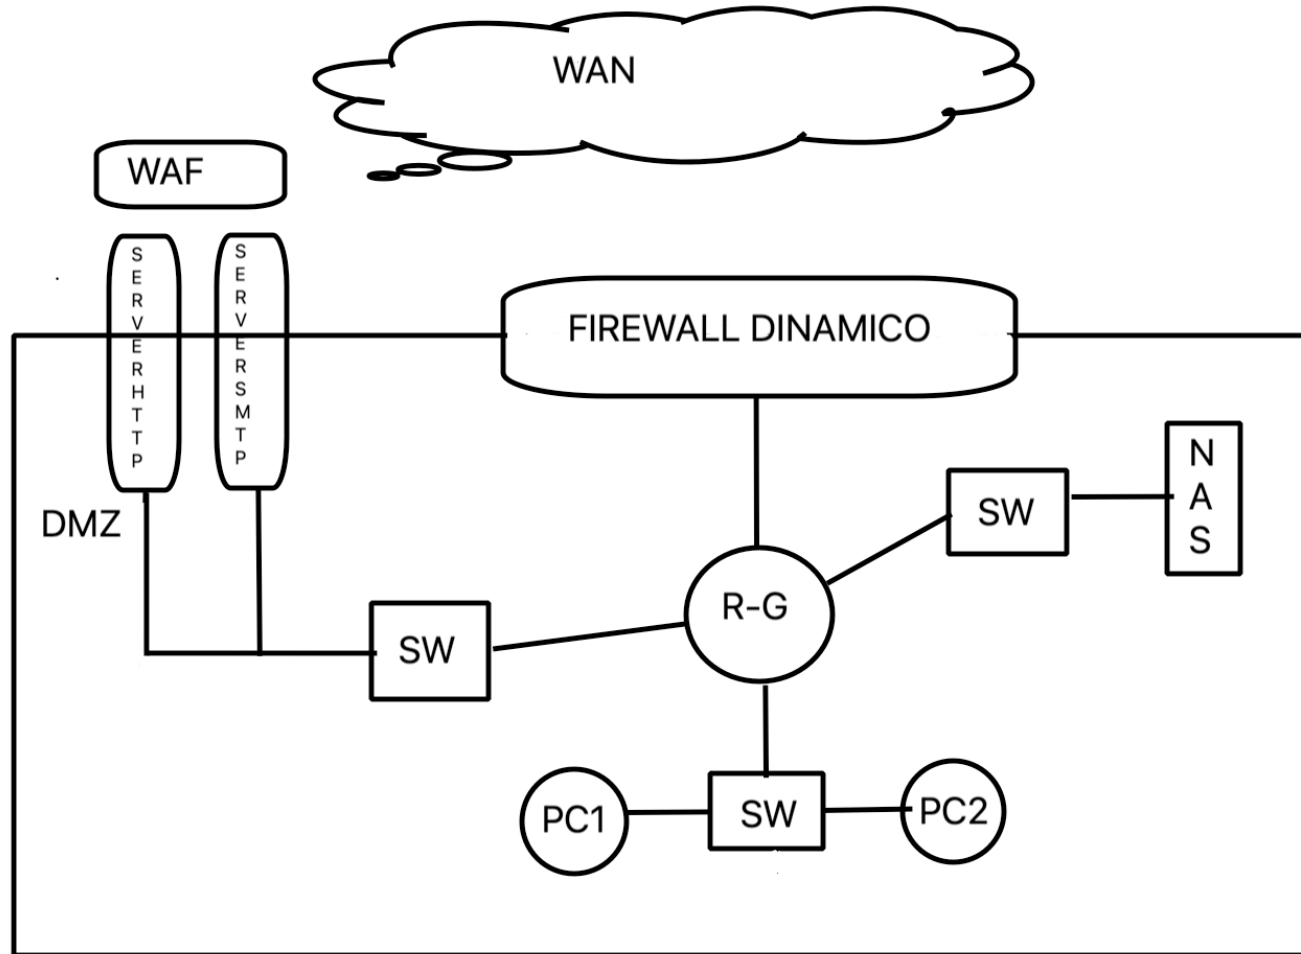 WAN
WAF
SERVERHTTP
SERVERSMTP
FIREWALL DINAMICO
NAS
SW
DMZ
R-G
SW
PC1
SW
PC2